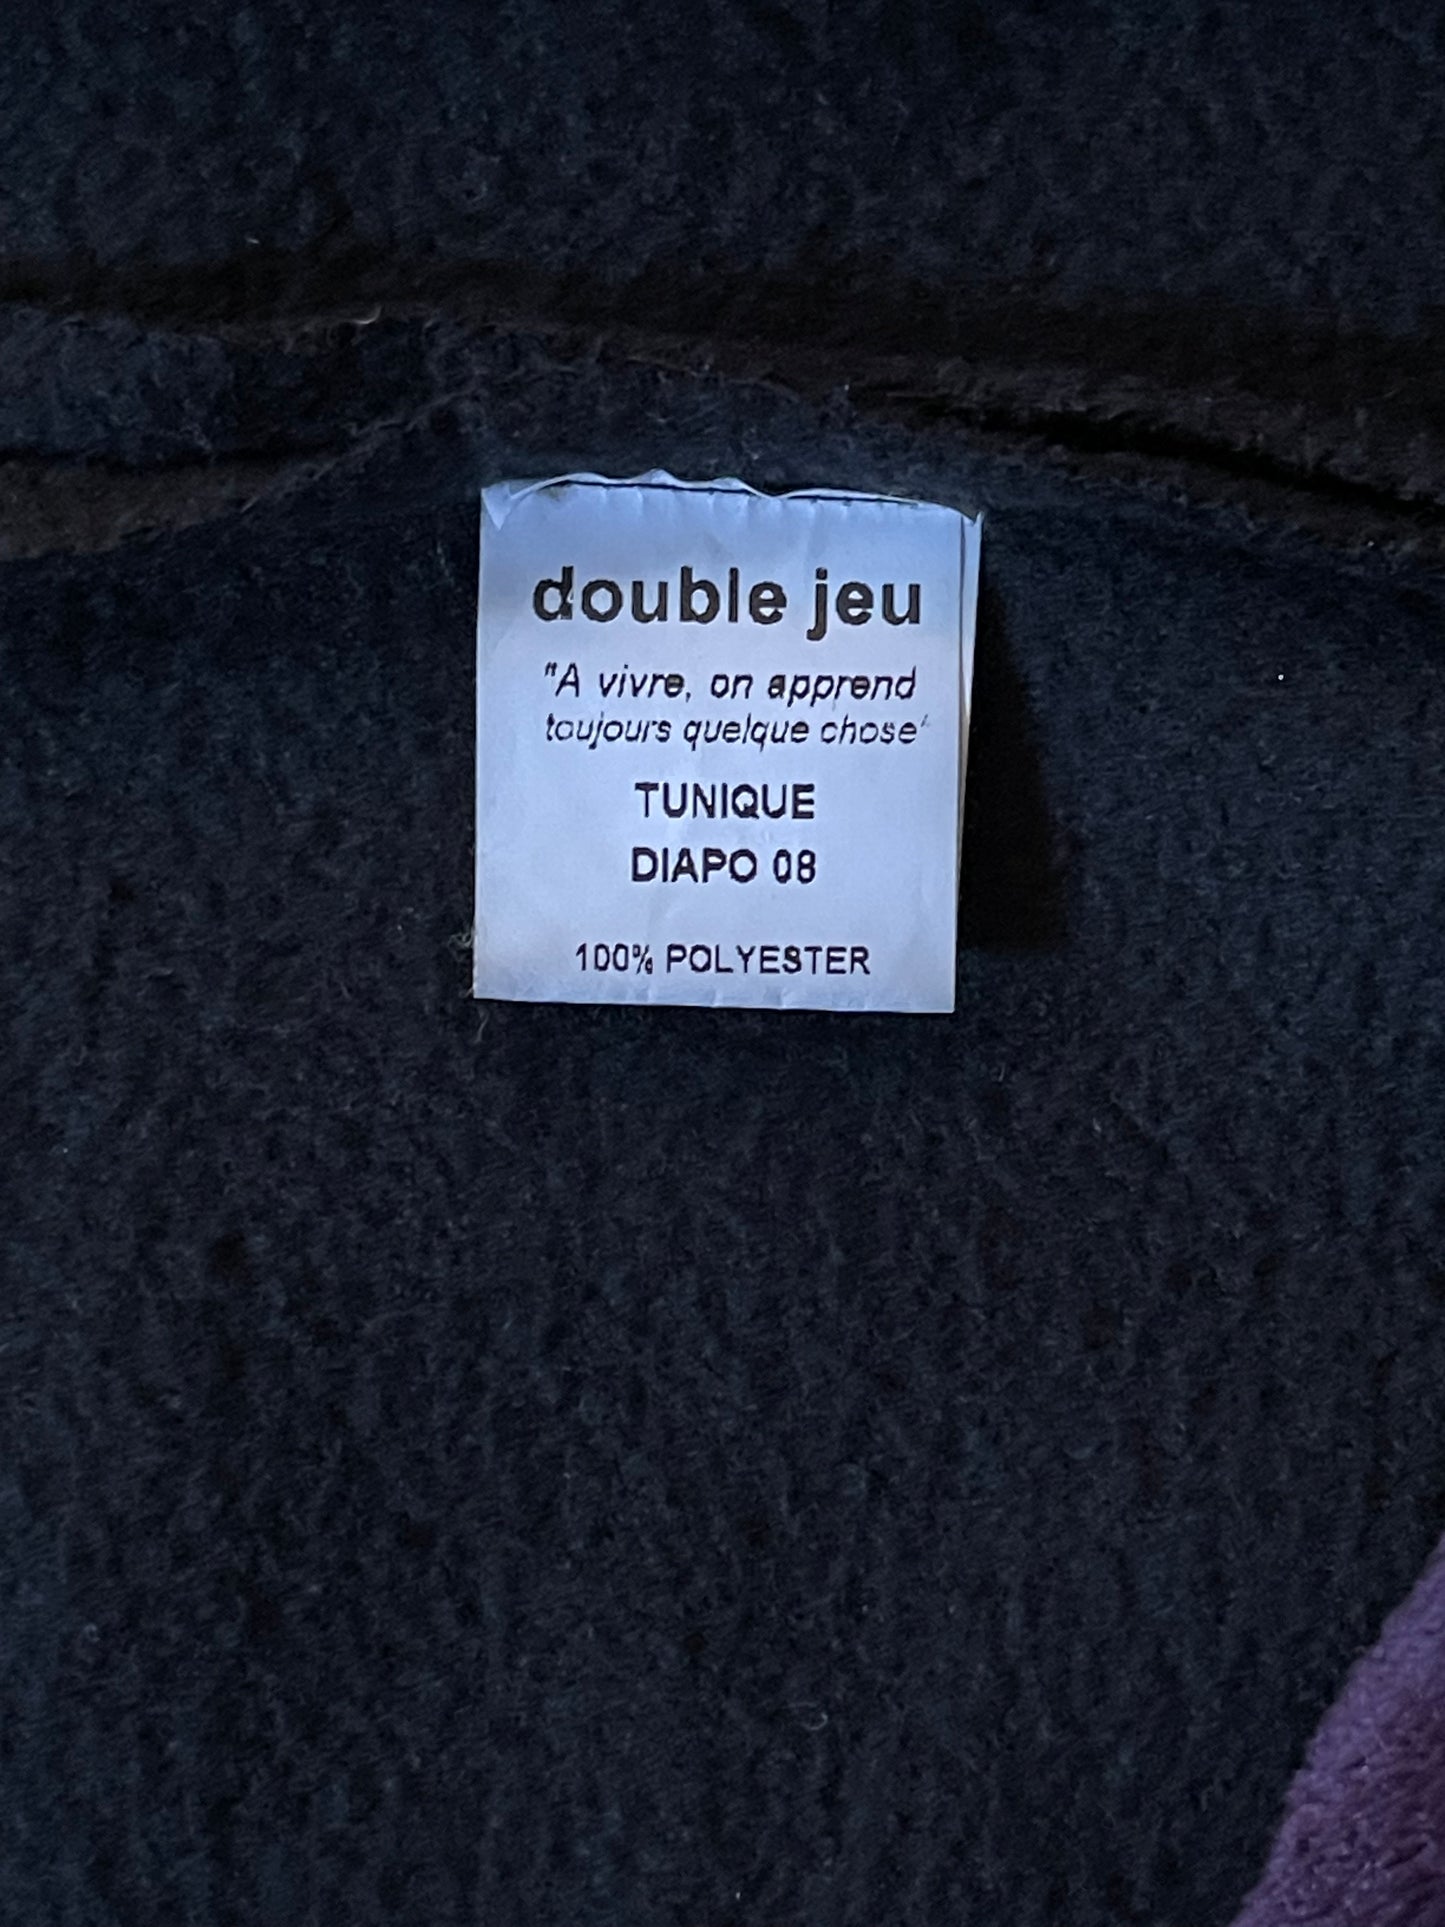 double jeu
"A vivre, on apprend
toujours quelque chose"
TUNIQUE
DIAPO 08
100% POLYESTER